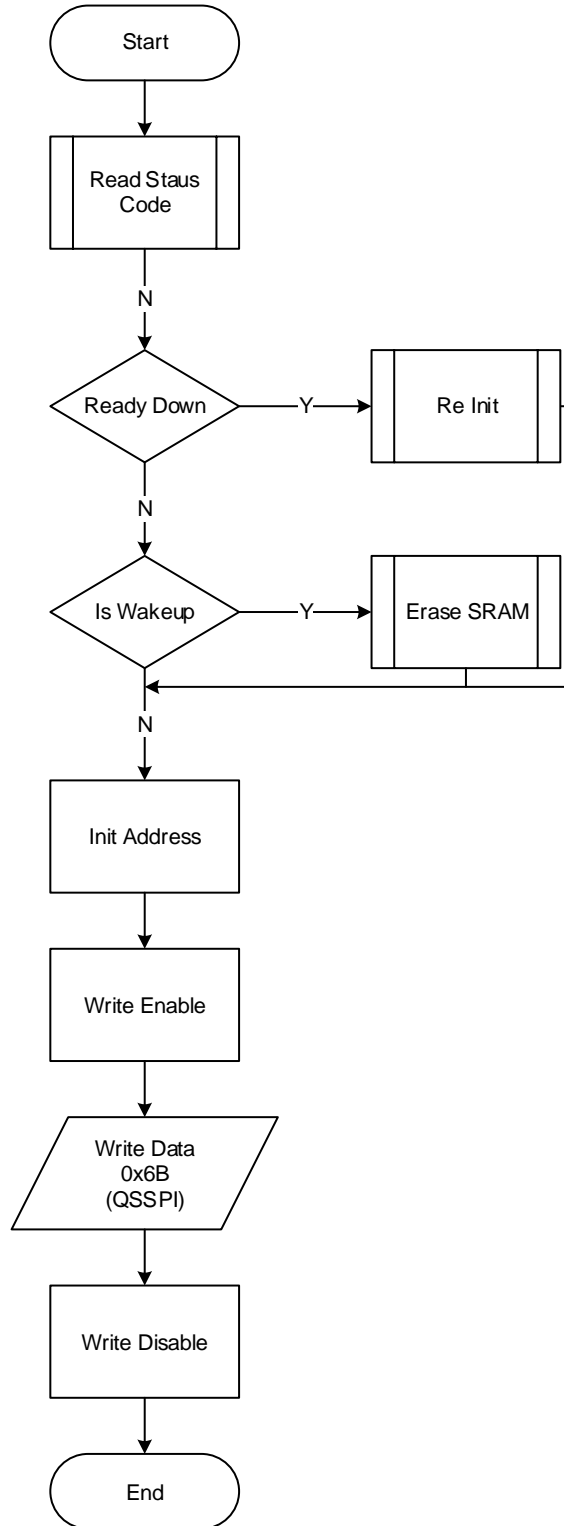 Start
Read Staus
Code
N
Ready Down
Y
Re Init
N
Is Wakeup
Y
Erase SRAM
N
Init Address
Write Enable
Write Data
0x6B
(QSSPI)
Write Disable
End